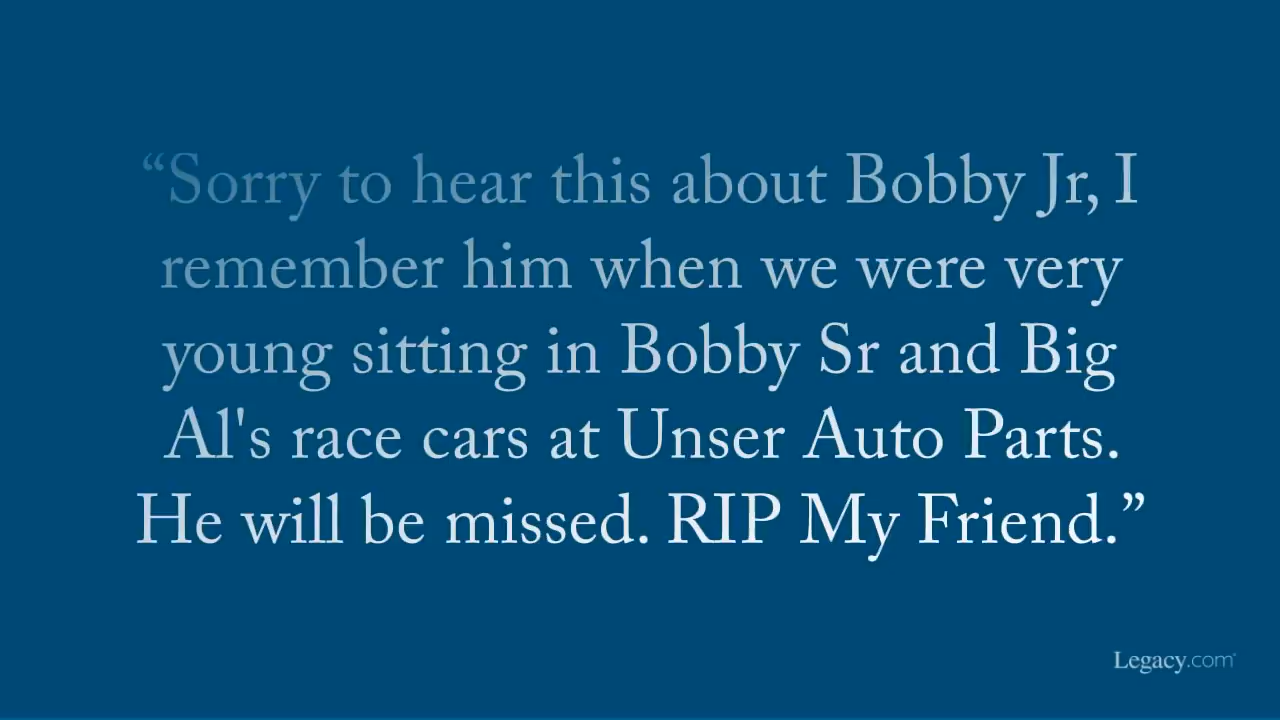 “Sorry to hear this about Bobby Jr, I
remember him when we were very
young sitting in Bobby Sr and Big
Al's race cars at Unser Auto Parts.
He will be missed. RIP My Friend.”
Legacy.com